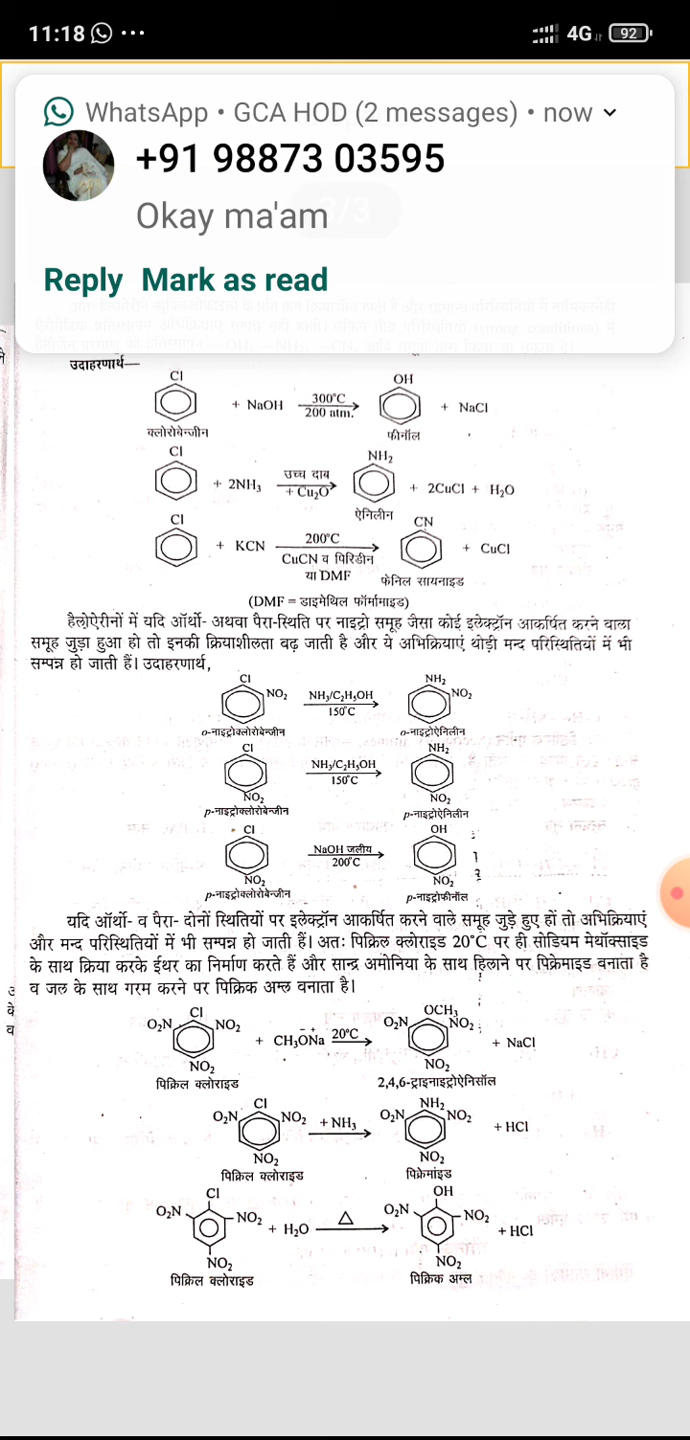 11:18 ... 4G 92
WhatsApp • GCA HOD (2 messages) • now
+91 98873 03595
Okay ma'am
/3
Reply Mark as read
उदाहरणार्थ—
Cl OH
+ NaOH 300°C + NaCl
200 atm.
क्लोरोबेन्जीन फीनॉल
Cl NH₂
+ 2NH₃ उच्च दाब + 2CuCl + H₂O
+ Cu₂O
ऐनिलीन
Cl CN
+ KCN 200°C + CuCl
CuCN व पिरिडीन
या DMF फेनिल सायनाइड
(DMF = डाइमेथिल फॉर्मामाइड)
हैलोऐरीनों में यदि ऑर्थो- अथवा पैरा-स्थिति पर नाइट्रो समूह जैसा कोई इलेक्ट्रॉन आकर्पित करने वाला
समूह जुड़ा हुआ हो तो इनकी क्रियाशीलता बढ़ जाती है और ये अभिक्रियाएं थोड़ी मन्द परिस्थितियों में भी
सम्पन्न हो जाती हैं। उदाहरणार्थ,
Cl NH₂
NO₂ NH₃/C₂H₅OH NO₂
150°C
o-नाइट्रोक्लोरोबेन्जीन o-नाइट्रोऐनिलीन
Cl NH₂
NH₃/C₂H₅OH
150°C
NO₂ NO₂
p-नाइट्रोक्लोरोबेन्जीन p-नाइट्रोऐनिलीन
Cl OH
NaOH जलीय
200°C
NO₂ NO₂
p-नाइट्रोक्लोरोबेन्जीन p-नाइट्रोफीनॉल
यदि ऑर्थो- व पैरा- दोनों स्थितियों पर इलेक्ट्रॉन आकर्पित करने वाले समूह जुड़े हुए हों तो अभिक्रियाएं
और मन्द परिस्थितियों में भी सम्पन्न हो जाती हैं। अतः पिक्रिल क्लोराइड 20°C पर ही सोडियम मेथॉक्साइड
के साथ क्रिया करके ईथर का निर्माण करते हैं और सान्द्र अमोनिया के साथ हिलाने पर पिक्रेमाइड बनाता है
व जल के साथ गरम करने पर पिक्रिक अम्ल बनाता है।
Cl OCH₃
O₂N NO₂ + CH₃O⁻Na⁺ 20°C O₂N NO₂ + NaCl
NO₂ NO₂
पिक्रिल क्लोराइड 2,4,6-ट्राइनाइट्रोऐनिसॉल
Cl NH₂
O₂N NO₂ + NH₃ O₂N NO₂ + HCl
NO₂ NO₂
पिक्रिल क्लोराइड पिक्रेमांइड
Cl OH
O₂N NO₂ + H₂O △ O₂N NO₂ + HCl
NO₂ NO₂
पिक्रिल क्लोराइड पिक्रिक अम्ल